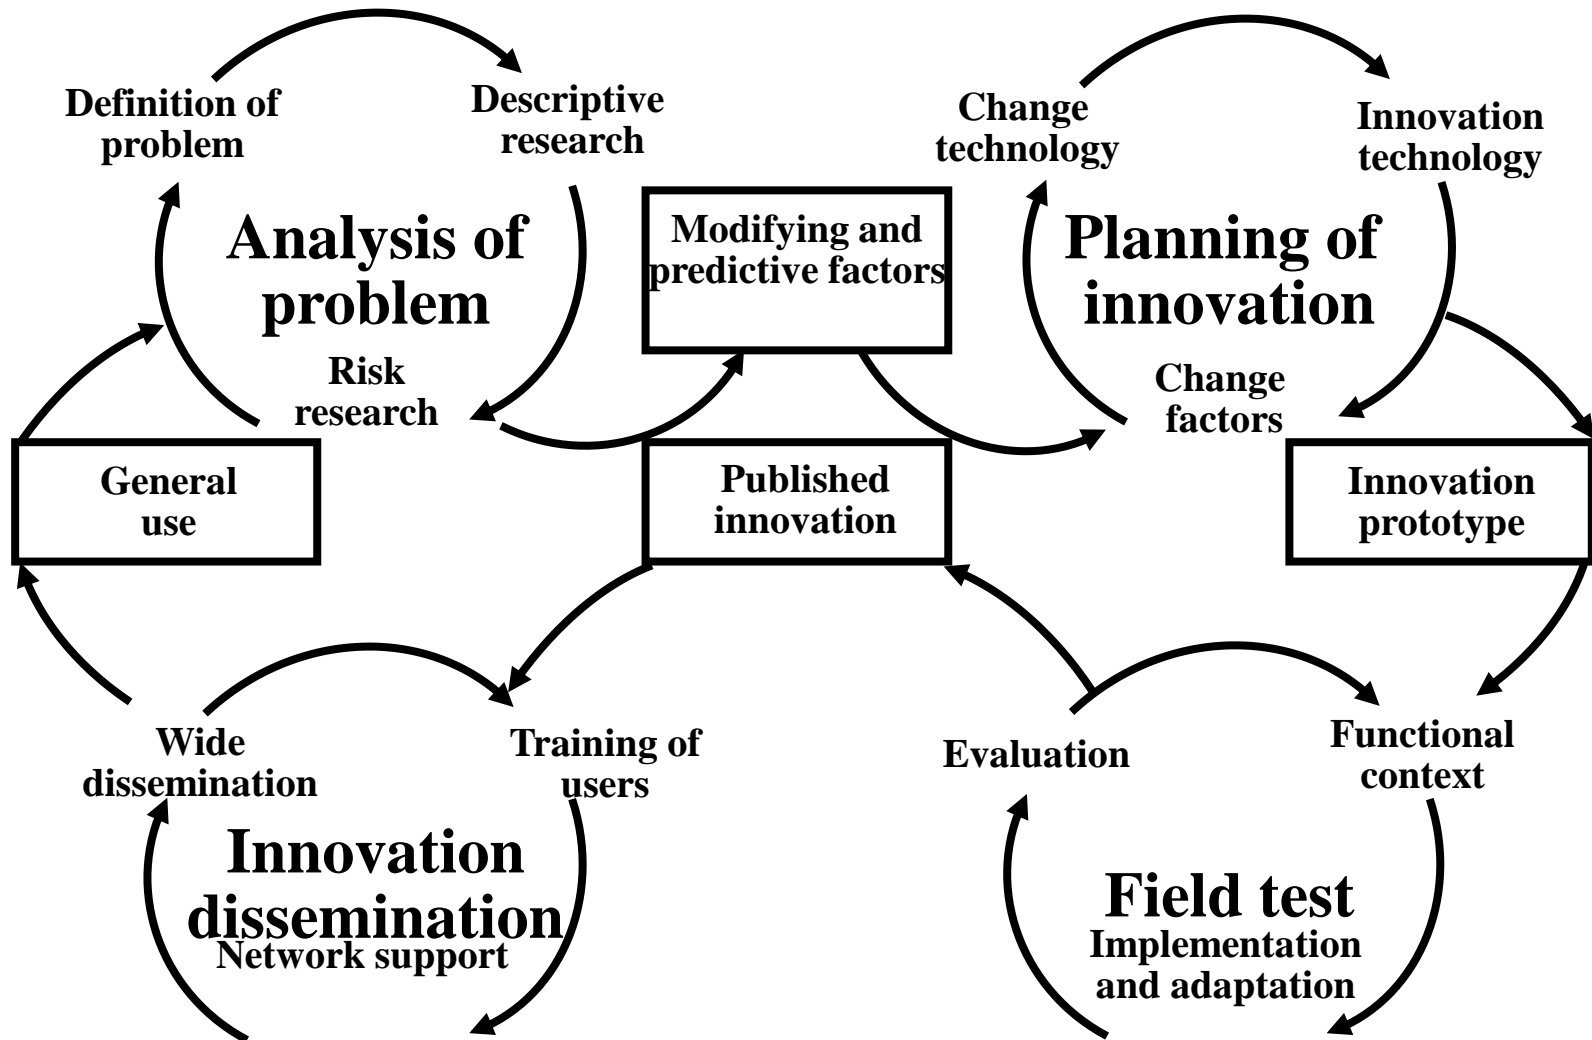 Definition of
problem
Descriptive
research
Change
technology
Innovation
technology
Analysis of
problem
Modifying and
predictive factors
Planning of
innovation
Risk
research
Change
factors
General
use
Published
innovation
Innovation
prototype
Wide
dissemination
Training of
users
Evaluation
Functional
context
Innovation
dissemination
Network support
Field test
Implementation
and adaptation